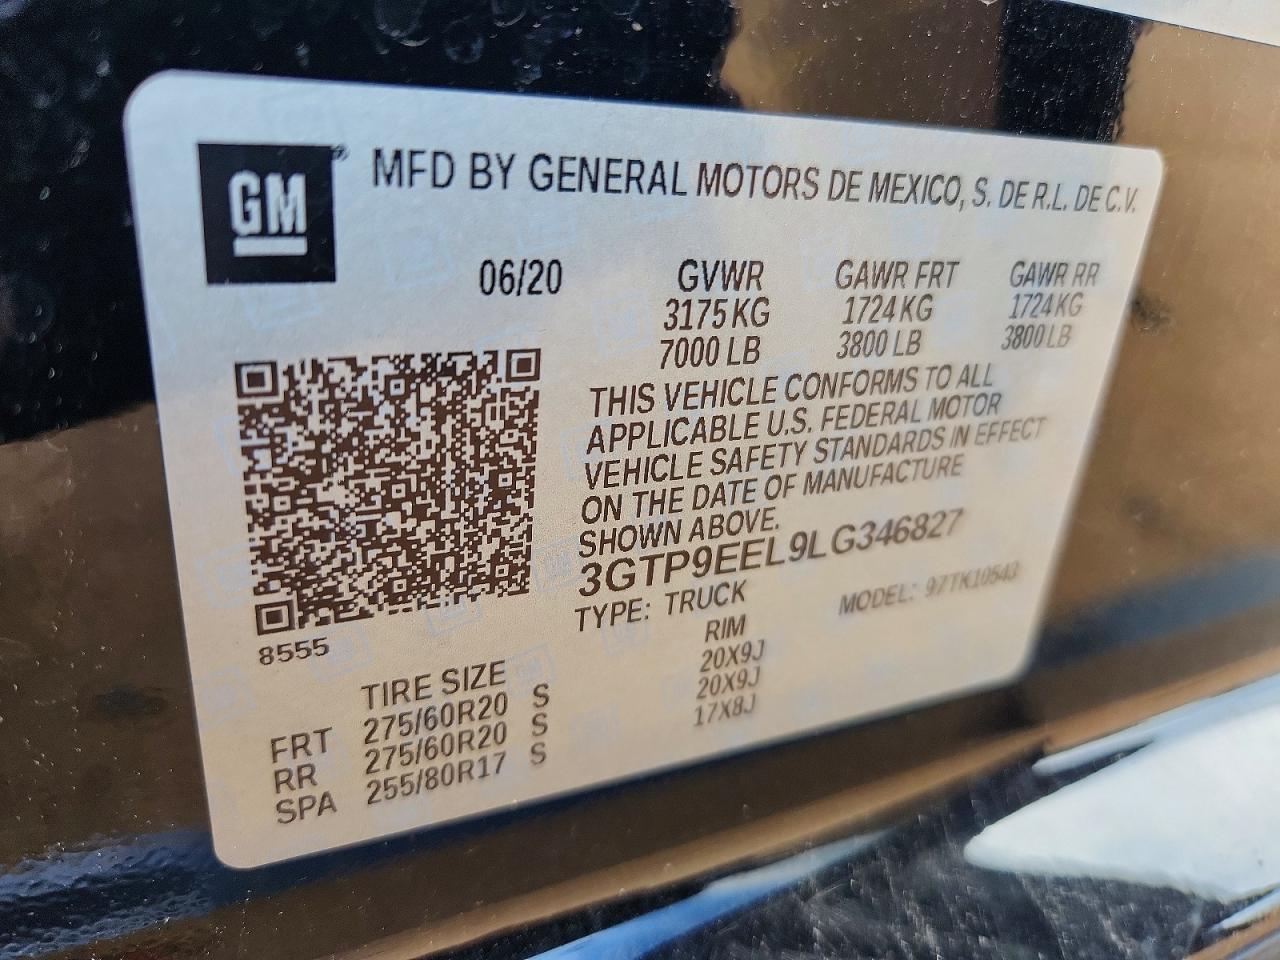 GM
MFD BY GENERAL MOTORS DE MEXICO, S. DE R.L. DE C.V.
06/20 GVWR GAWR FRT GAWR RR
3175 KG 1724 KG 1724 KG
7000 LB 3800 LB 3800 LB
THIS VEHICLE CONFORMS TO ALL
APPLICABLE U.S. FEDERAL MOTOR
VEHICLE SAFETY STANDARDS IN EFFECT
ON THE DATE OF MANUFACTURE
SHOWN ABOVE.
3GTP9EEL9LG346827
TYPE: TRUCK MODEL: 97TK10543
8555
TIRE SIZE RIM
FRT 275/60R20 S 20X9J
RR 275/60R20 S 20X9J
SPA 255/80R17 S 17X8J